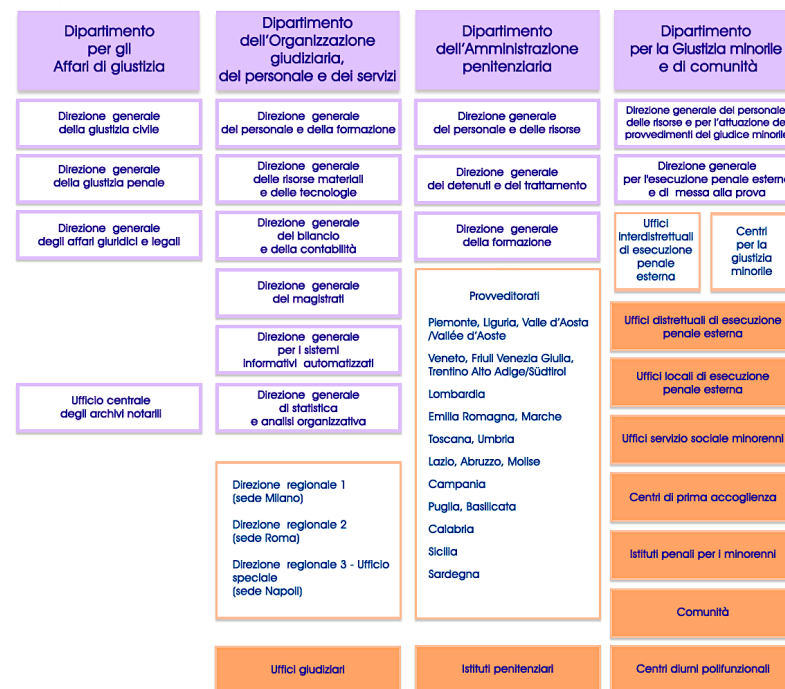 Dipartimento
per gli
Affari di giustizia
Direzione generale
della giustizia civile
Direzione generale
della giustizia penale
Direzione generale
degli affari giuridici e legali
Ufficio centrale
degli archivi notarili
Dipartimento
dell'Organizzazione
giudiziaria,
del personale e dei servizi
Direzione generale
del personale e della formazione
Direzione generale
delle risorse materiali
e delle tecnologie
Direzione generale
del bilancio
e della contabilità
Direzione generale
dei magistrati
Direzione generale
per i sistemi
informativi automatizzati
Direzione generale
di statistica
e analisi organizzativa
Direzione regionale 1
(sede Milano)
Direzione regionale 2
(sede Roma)
Direzione regionale 3 - Ufficio
speciale
(sede Napoli)
Uffici giudiziari
Dipartimento
dell'Amministrazione
penitenziaria
Direzione generale
del personale e delle risorse
Direzione generale
dei detenuti e del trattamento
Direzione generale
della formazione
Provveditorati
Piemonte, Liguria, Valle d'Aosta
/Vallée d'Aoste
Veneto, Friuli Venezia Giulia,
Trentino Alto Adige/Südtirol
Lombardia
Emilia Romagna, Marche
Toscana, Umbria
Lazio, Abruzzo, Molise
Campania
Puglia, Basilicata
Calabria
Sicilia
Sardegna
Istituti penitenziari
Dipartimento
per la Giustizia minorile
e di comunità
Direzione generale del personale
delle risorse e per l'attuazione de
provvedimenti del giudice minorile
Direzione generale
per l'esecuzione penale estern
e di messa alla prova
Uffici
interdistrettuali
di esecuzione
penale
esterna
Centri
per la
giustizia
minorile
Uffici distrettuali di esecuzione
penale esterna
Uffici locali di esecuzione
penale esterna
Uffici servizio sociale minorenni
Centri di prima accoglienza
Istituti penali per i minorenni
Comunità
Centri diurni polifunzionali